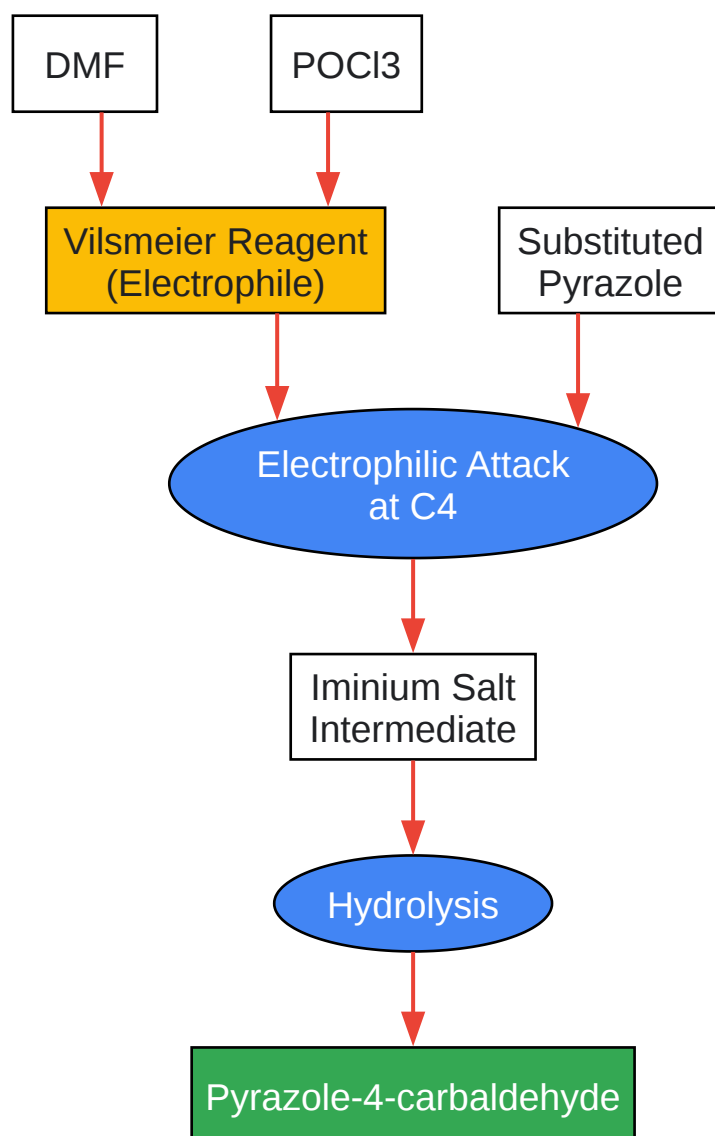 DMF
POCl3
Vilsmeier Reagent
(Electrophile)
Substituted
Pyrazole
Electrophilic Attack
at C4
Iminium Salt
Intermediate
Hydrolysis
Pyrazole-4-carbaldehyde